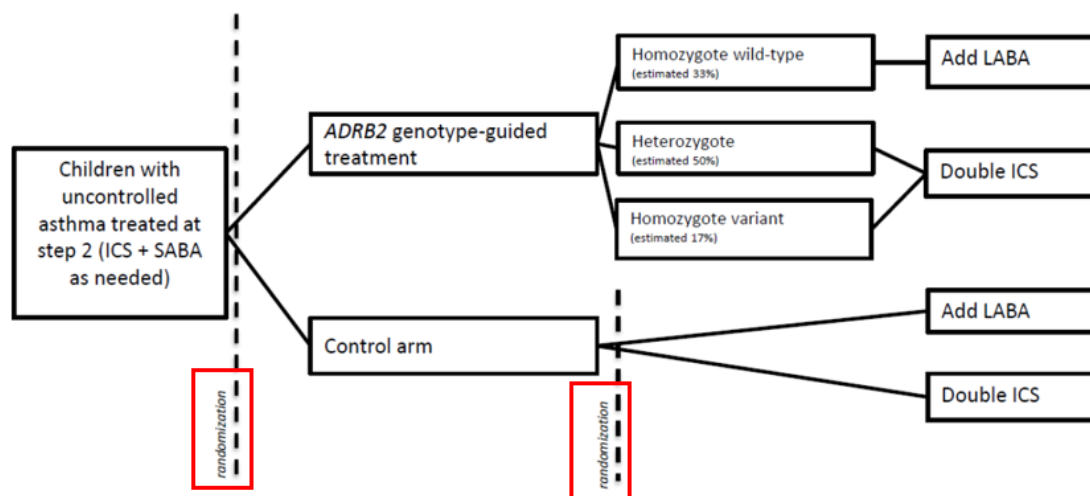 Children with
uncontrolled
asthma treated at
step 2 (ICS + SABA
as needed)
randomization
ADRB2 genotype-guided
treatment
Control arm
randomization
Homozygote wild-type
(estimated 33%)
Heterozygote
(estimated 50%)
Homozygote variant
(estimated 17%)
Add LABA
Double ICS
Add LABA
Double ICS